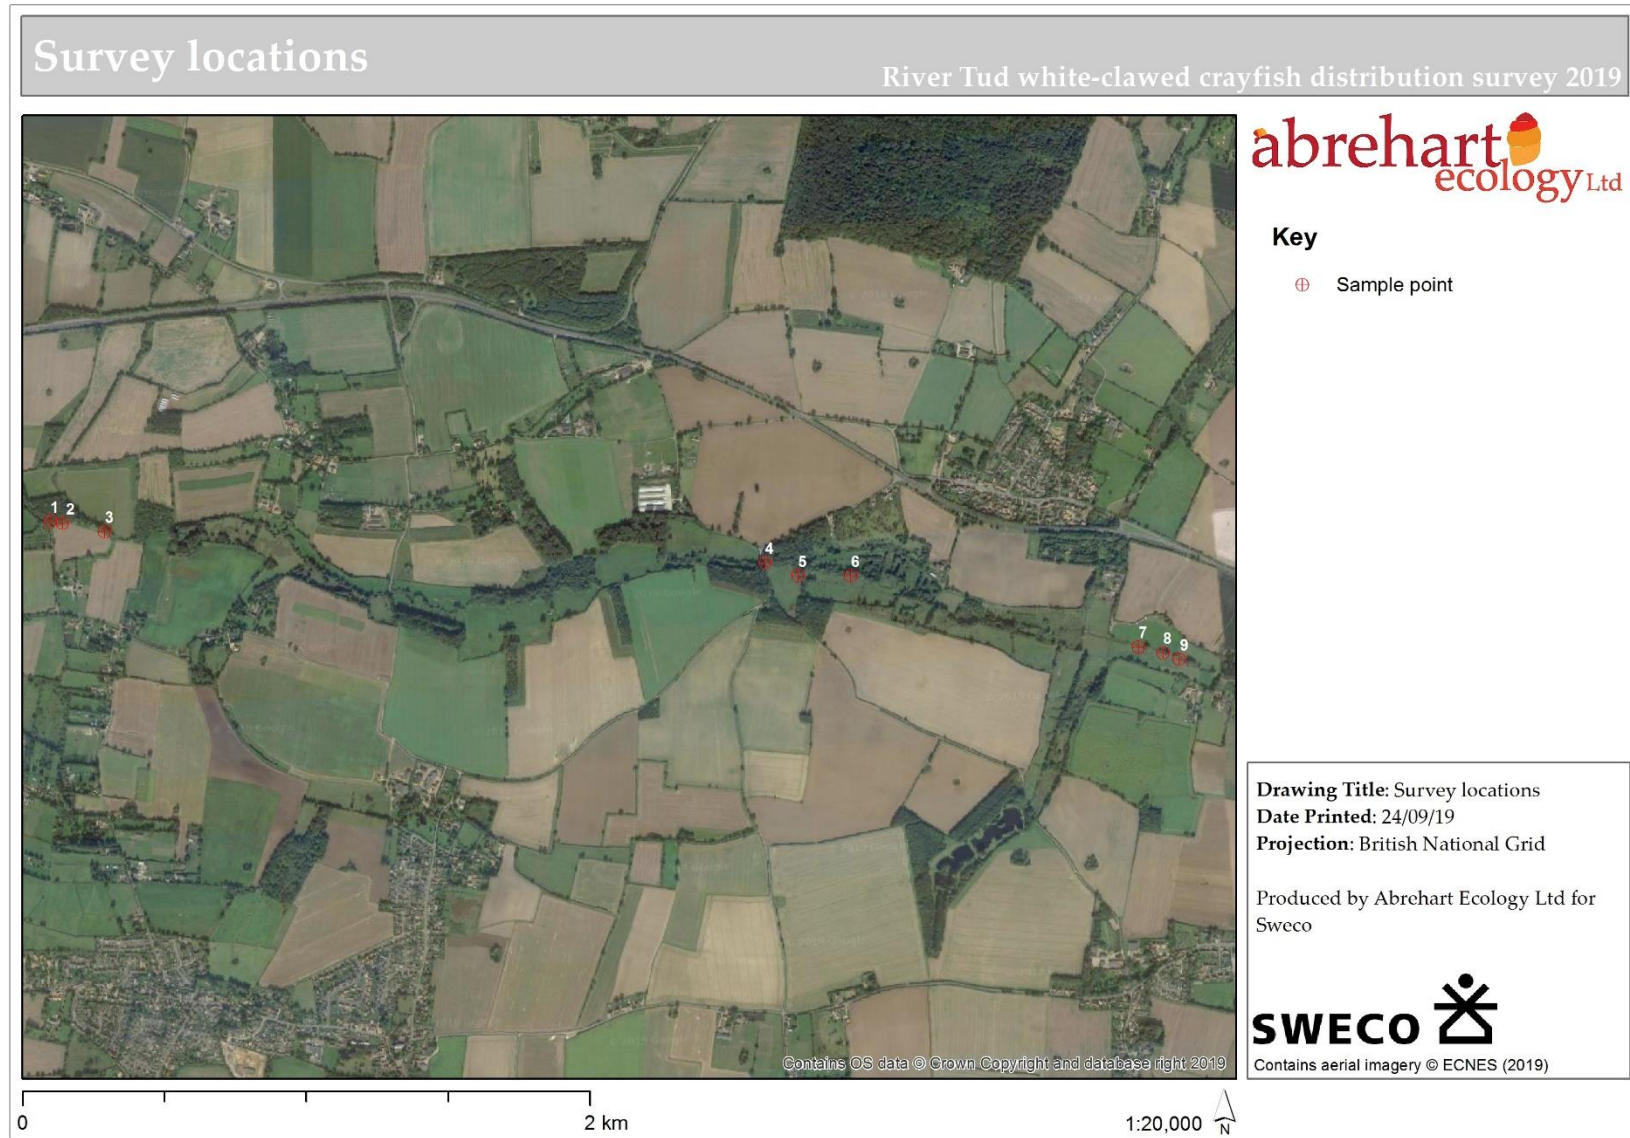 Survey locations
River Tud white-clawed crayfish distribution survey 2019
abrehart
ecology Ltd
Key
Sample point
1
2
3
4
5
6
7
8
9
Contains OS data © Crown Copyright and database right 2019
Drawing Title: Survey locations
Date Printed: 24/09/19
Projection: British National Grid
Produced by Abrehart Ecology Ltd for
Sweco
SWECO
Contains aerial imagery © ECNES (2019)
0
2 km
1:20,000
N